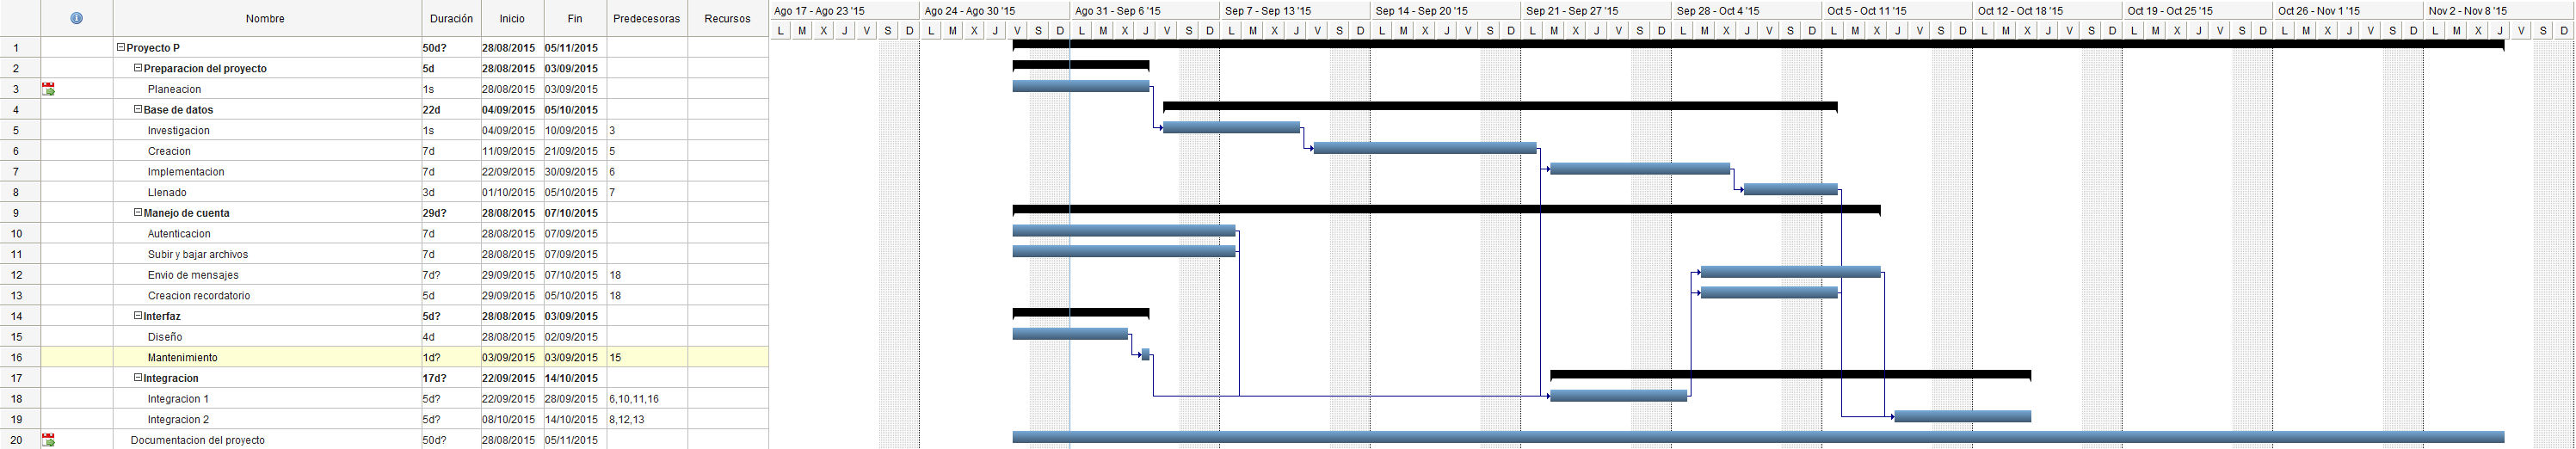 Nombre Duración Inicio Fin Predecesoras Recursos
Ago 17 - Ago 23 '15 Ago 24 - Ago 30 '15 Ago 31 - Sep 6 '15 Sep 7 - Sep 13 '15 Sep 14 - Sep 20 '15 Sep 21 - Sep 27 '15 Sep 28 - Oct 4 '15 Oct 5 - Oct 11 '15 Oct 12 - Oct 18 '15 Oct 19 - Oct 25 '15 Oct 26 - Nov 1 '15 Nov 2 - Nov 8 '15
L M X J V S D L M X J V S D L M X J V S D L M X J V S D L M X J V S D L M X J V S D L M X J V S D L M X J V S D L M X J V S D L M X J V S D L M X J V S D L M X J V S D
1 Proyecto P 50d? 28/08/2015 05/11/2015
2 Preparacion del proyecto 5d 28/08/2015 03/09/2015
3 Planeacion 1s 28/08/2015 03/09/2015
4 Base de datos 22d 04/09/2015 05/10/2015
5 Investigacion 1s 04/09/2015 10/09/2015 3
6 Creacion 7d 11/09/2015 21/09/2015 5
7 Implementacion 7d 22/09/2015 30/09/2015 6
8 Llenado 3d 01/10/2015 05/10/2015 7
9 Manejo de cuenta 29d? 28/08/2015 07/10/2015
10 Autenticacion 7d 28/08/2015 07/09/2015
11 Subir y bajar archivos 7d 28/08/2015 07/09/2015
12 Envio de mensajes 7d? 29/09/2015 07/10/2015 18
13 Creacion recordatorio 5d 29/09/2015 05/10/2015 18
14 Interfaz 5d? 28/08/2015 03/09/2015
15 Diseño 4d 28/08/2015 02/09/2015
16 Mantenimiento 1d? 03/09/2015 03/09/2015 15
17 Integracion 17d? 22/09/2015 14/10/2015
18 Integracion 1 5d? 22/09/2015 28/09/2015 6,10,11,16
19 Integracion 2 5d? 08/10/2015 14/10/2015 8,12,13
20 Documentacion del proyecto 50d? 28/08/2015 05/11/2015